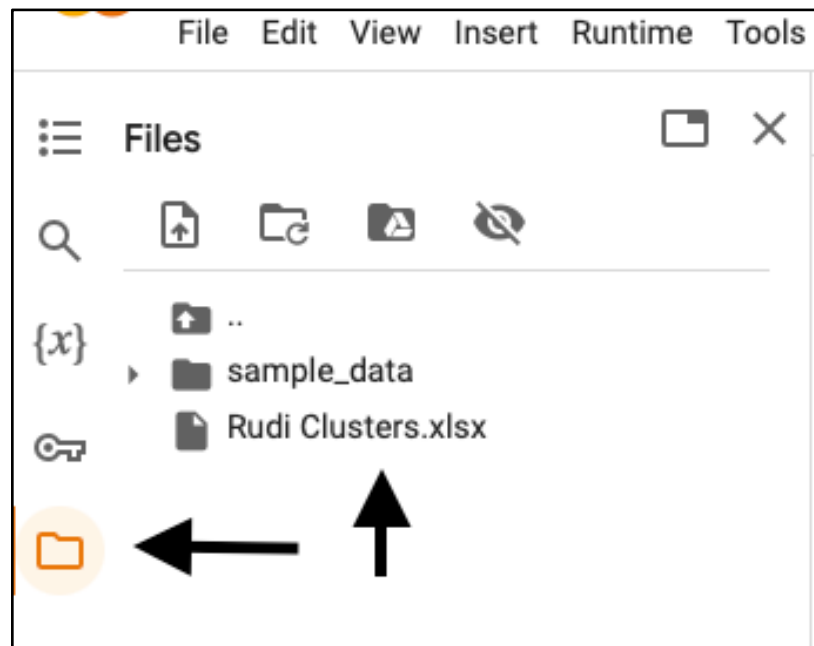 File Edit View Insert Runtime Tools
Files
{x}
..
sample_data
Rudi Clusters.xlsx